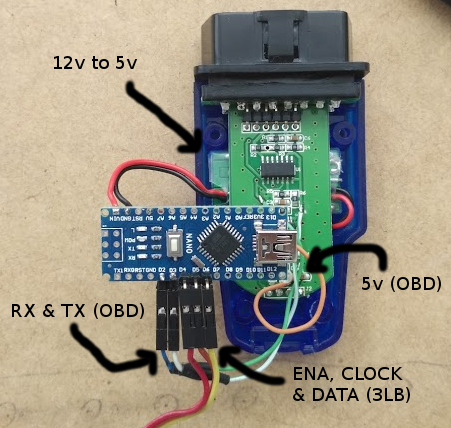 12v to 5v
VIN GND RST 5V A7 A6 A5 A4 A3 A2 A1 A0 REF 3V3 D13
PWR
TX
RX
NANO
TX1 RX0 RST GND D2 D3 D4 D5 D6 D7 D8 D9 D10 D11 D12
5v (OBD)
RX & TX (OBD)
ENA, CLOCK
& DATA (3LB)